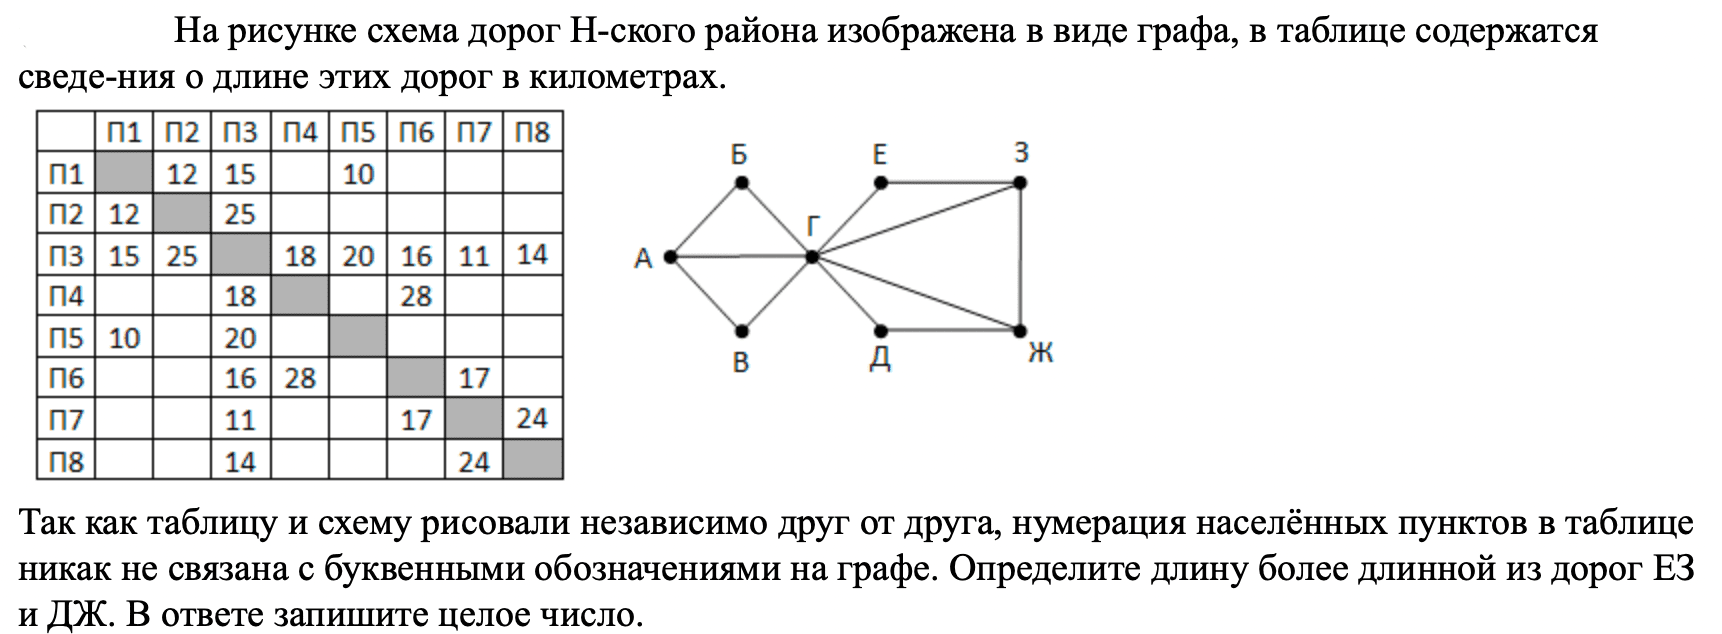 На рисунке схема дорог Н-ского района изображена в виде графа, в таблице содержатся
сведе-ния о длине этих дорог в километрах.
П1 П2 П3 П4 П5 П6 П7 П8
П1 12 15 10
П2 12 25
П3 15 25 18 20 16 11 14
П4 18 28
П5 10 20
П6 16 28 17
П7 11 17 24
П8 14 24
Б Е З
Г
А
В Д Ж
Так как таблицу и схему рисовали независимо друг от друга, нумерация населённых пунктов в таблице
никак не связана с буквенными обозначениями на графе. Определите длину более длинной из дорог ЕЗ
и ДЖ. В ответе запишите целое число.